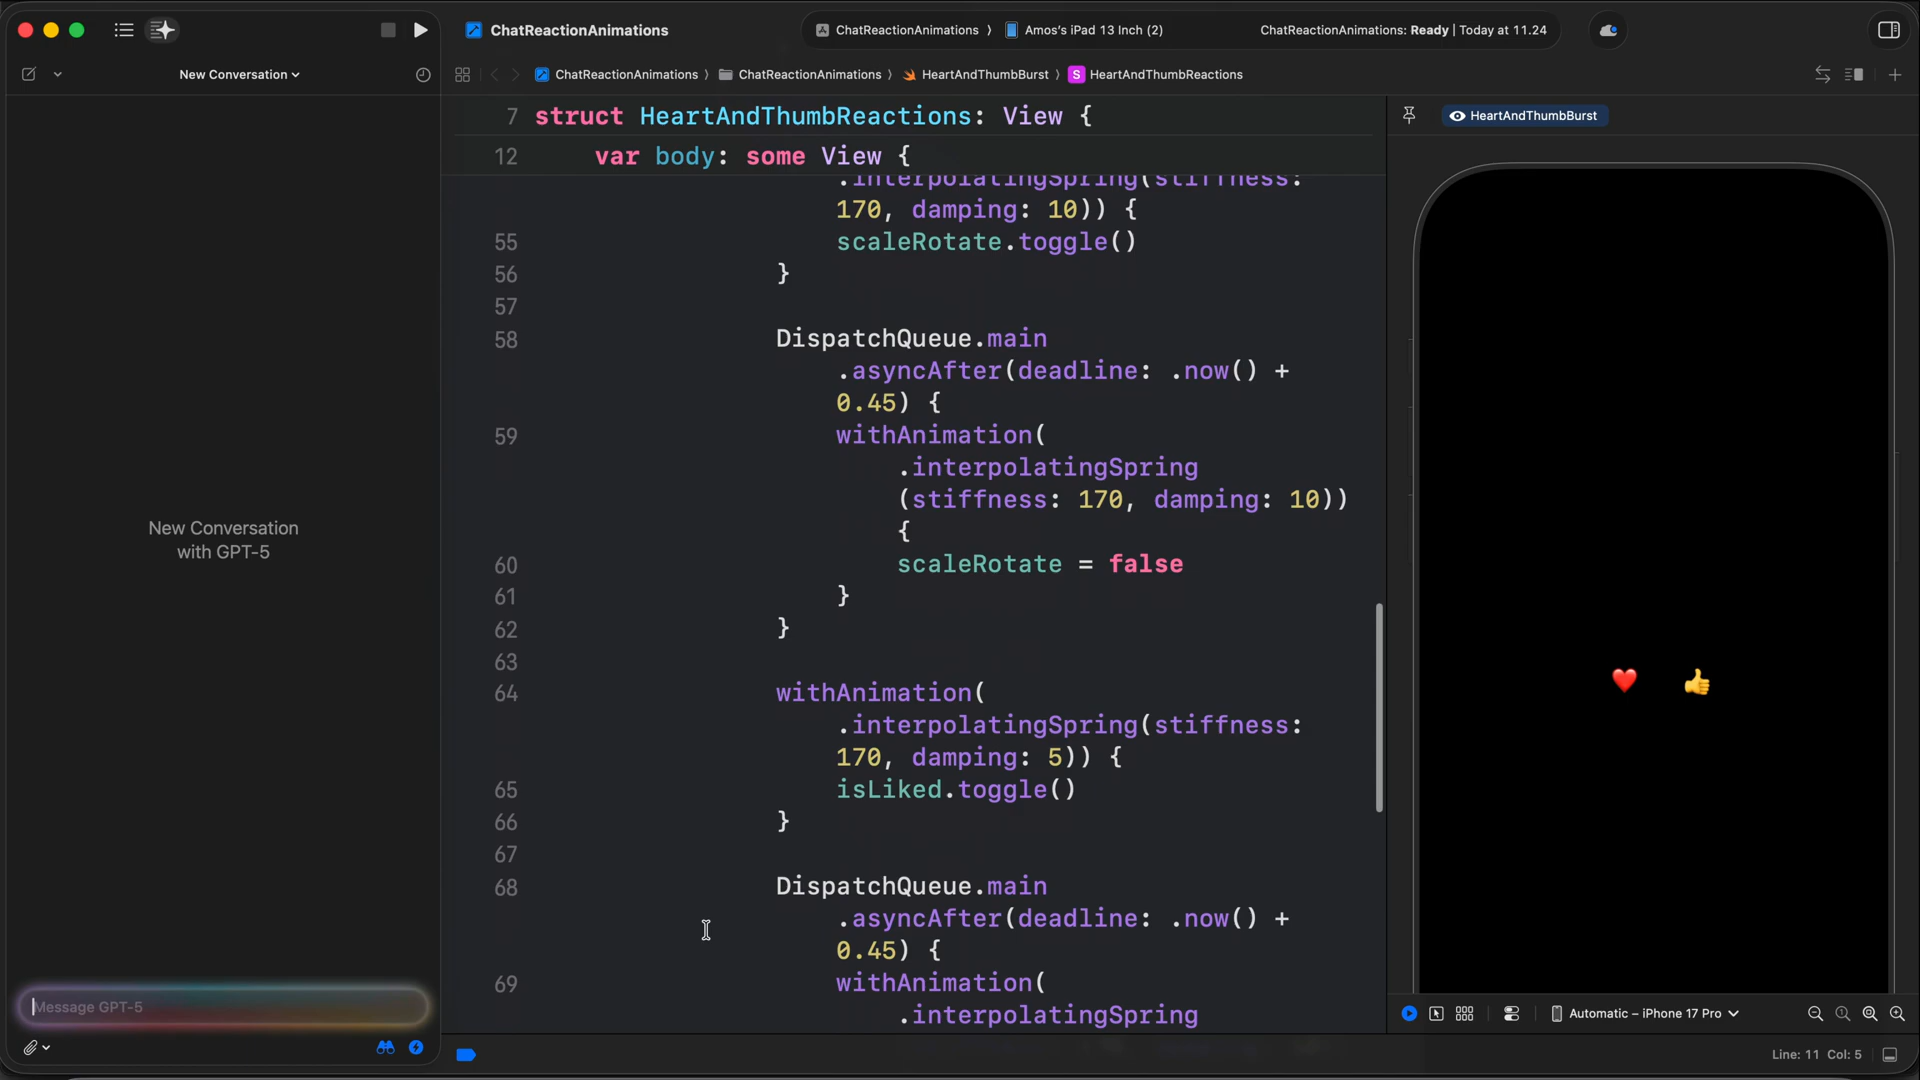 ChatReactionAnimations
ChatReactionAnimations 〉 Amos's iPad 13 Inch (2)
ChatReactionAnimations: Ready | Today at 11.24
New Conversation
ChatReactionAnimations 〉 ChatReactionAnimations 〉 HeartAndThumbBurst 〉 S HeartAndThumbReactions
7 struct HeartAndThumbReactions: View {
12 var body: some View {
.interpolatingSpring(stiffness:
170, damping: 10)) {
55 scaleRotate.toggle()
56 }
57
58 DispatchQueue.main
.asyncAfter(deadline: .now() +
0.45) {
59 withAnimation(
.interpolatingSpring
(stiffness: 170, damping: 10))
{
60 scaleRotate = false
61 }
62 }
63
64 withAnimation(
.interpolatingSpring(stiffness:
170, damping: 5)) {
65 isLiked.toggle()
66 }
67
68 DispatchQueue.main
.asyncAfter(deadline: .now() +
0.45) {
69 withAnimation(
.interpolatingSpring
New Conversation
with GPT-5
Message GPT-5
HeartAndThumbBurst
Automatic – iPhone 17 Pro
Line: 11 Col: 5